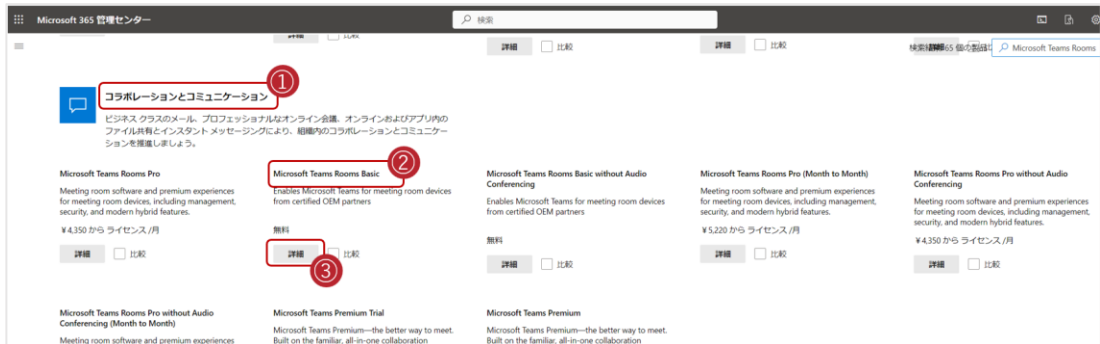 Microsoft 365 管理センター
検索
詳細 比較
詳細 比較
詳細 比較
Microsoft Teams Rooms
①
コラボレーションとコミュニケーション
ビジネス クラスのメール、プロフェッショナルなオンライン会議、オンラインおよびアプリ内の
ファイル共有とインスタント メッセージングにより、組織内のコラボレーションとコミュニケー
ションを推進しましょう。
②
Microsoft Teams Rooms Pro
Meeting room software and premium experiences
for meeting room devices, including management,
security, and modern hybrid features.
¥4,350 から ライセンス /月
詳細 比較
Microsoft Teams Rooms Basic
Enables Microsoft Teams for meeting room devices
from certified OEM partners
無料
詳細 比較
③
Microsoft Teams Rooms Basic without Audio
Conferencing
Enables Microsoft Teams for meeting room devices
from certified OEM partners
無料
詳細 比較
Microsoft Teams Rooms Pro (Month to Month)
Meeting room software and premium experiences
for meeting room devices, including management,
security, and modern hybrid features.
¥5,220 から ライセンス /月
詳細 比較
Microsoft Teams Rooms Pro without Audio
Conferencing
Meeting room software and premium experiences
for meeting room devices, including management,
security, and modern hybrid features.
¥4,350 から ライセンス /月
詳細 比較
Microsoft Teams Rooms Pro without Audio
Conferencing (Month to Month)
Meeting room software and premium experiences
Microsoft Teams Premium Trial
Microsoft Teams Premium—the better way to meet.
Built on the familiar, all-in-one collaboration
Microsoft Teams Premium
Microsoft Teams Premium—the better way to meet.
Built on the familiar, all-in-one collaboration